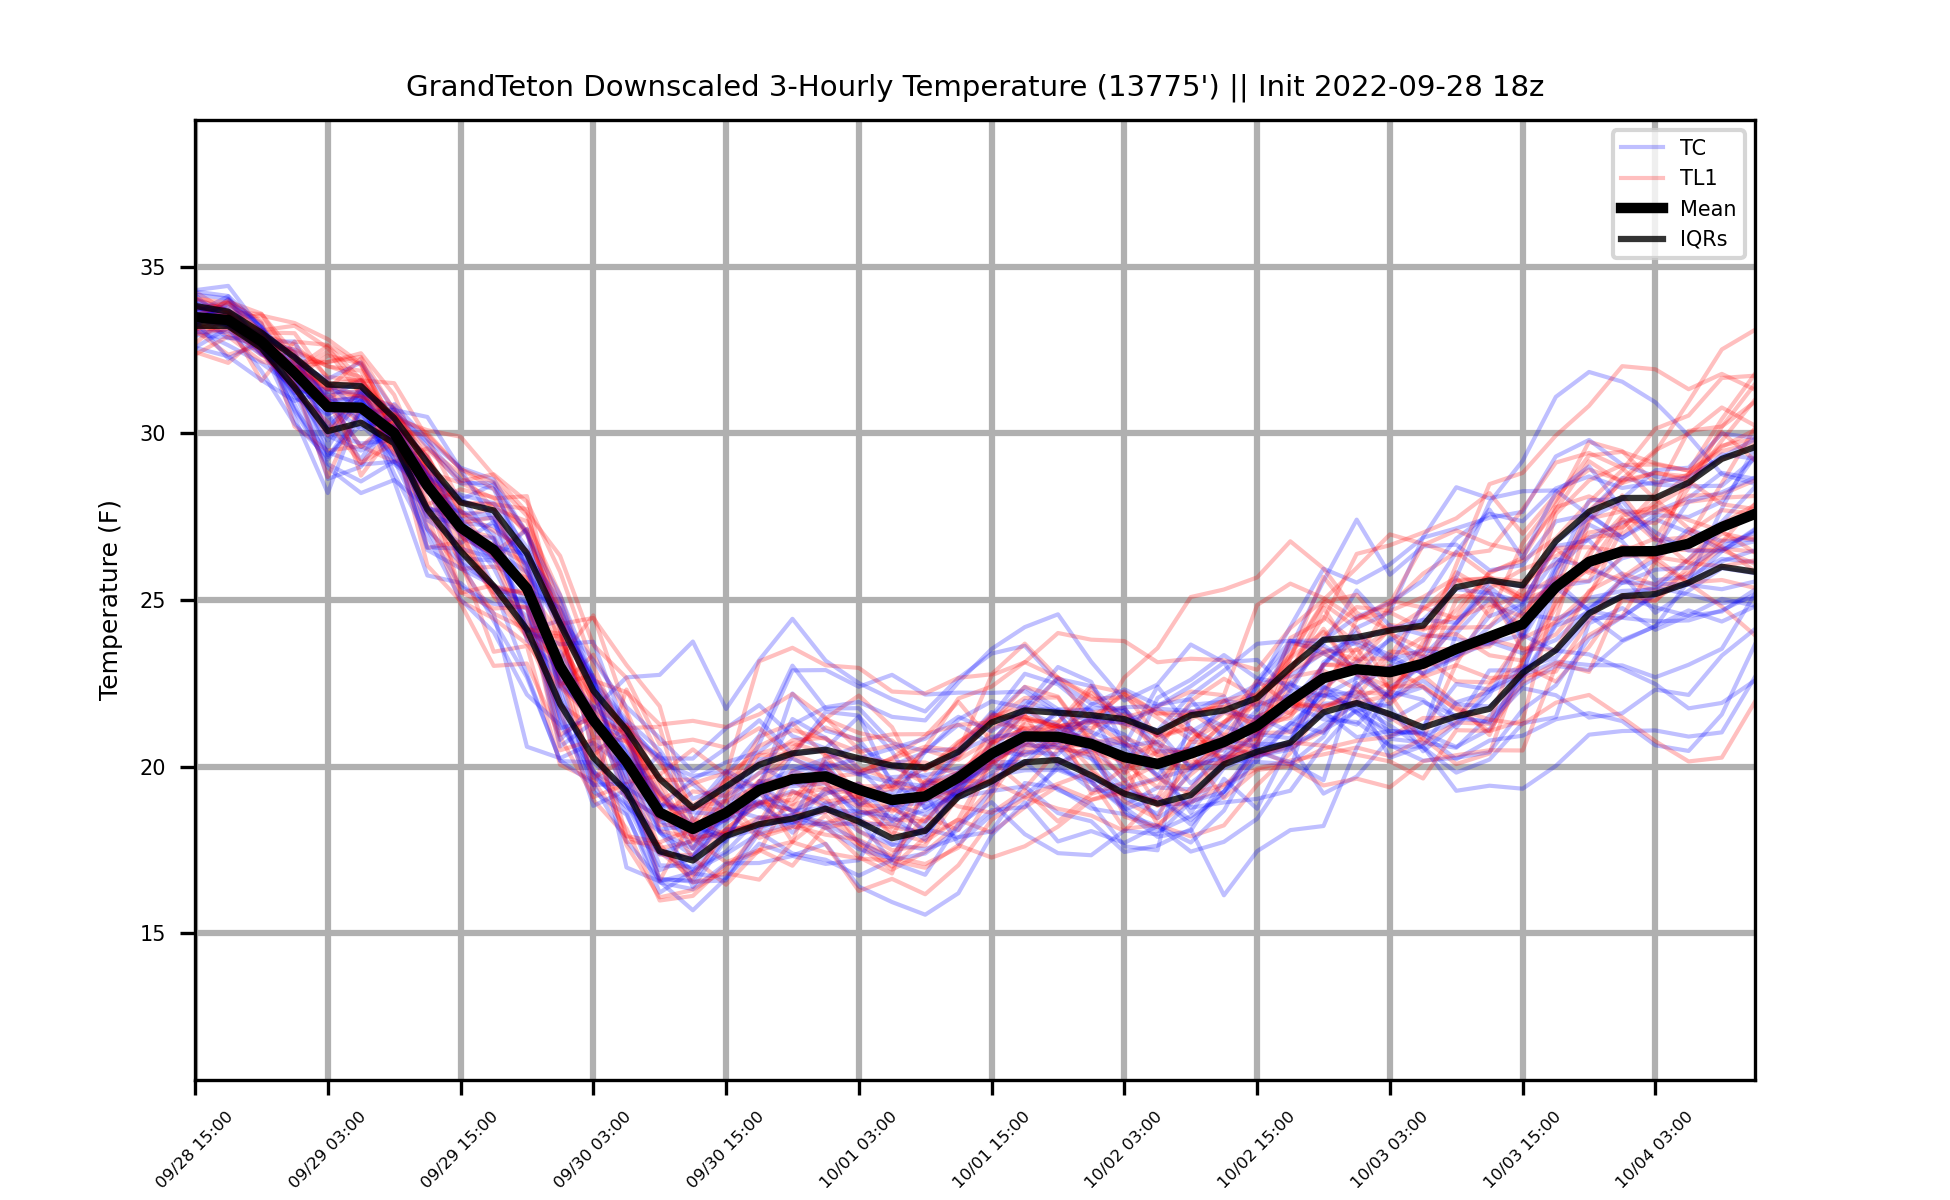 GrandTeton Downscaled 3-Hourly Temperature (13775') || Init 2022-09-28 18z
TC
TL1
Mean
IQRs
35
30
25
20
15
Temperature (F)
09/28 15:00
09/29 03:00
09/29 15:00
09/30 03:00
09/30 15:00
10/01 03:00
10/01 15:00
10/02 03:00
10/02 15:00
10/03 03:00
10/03 15:00
10/04 03:00